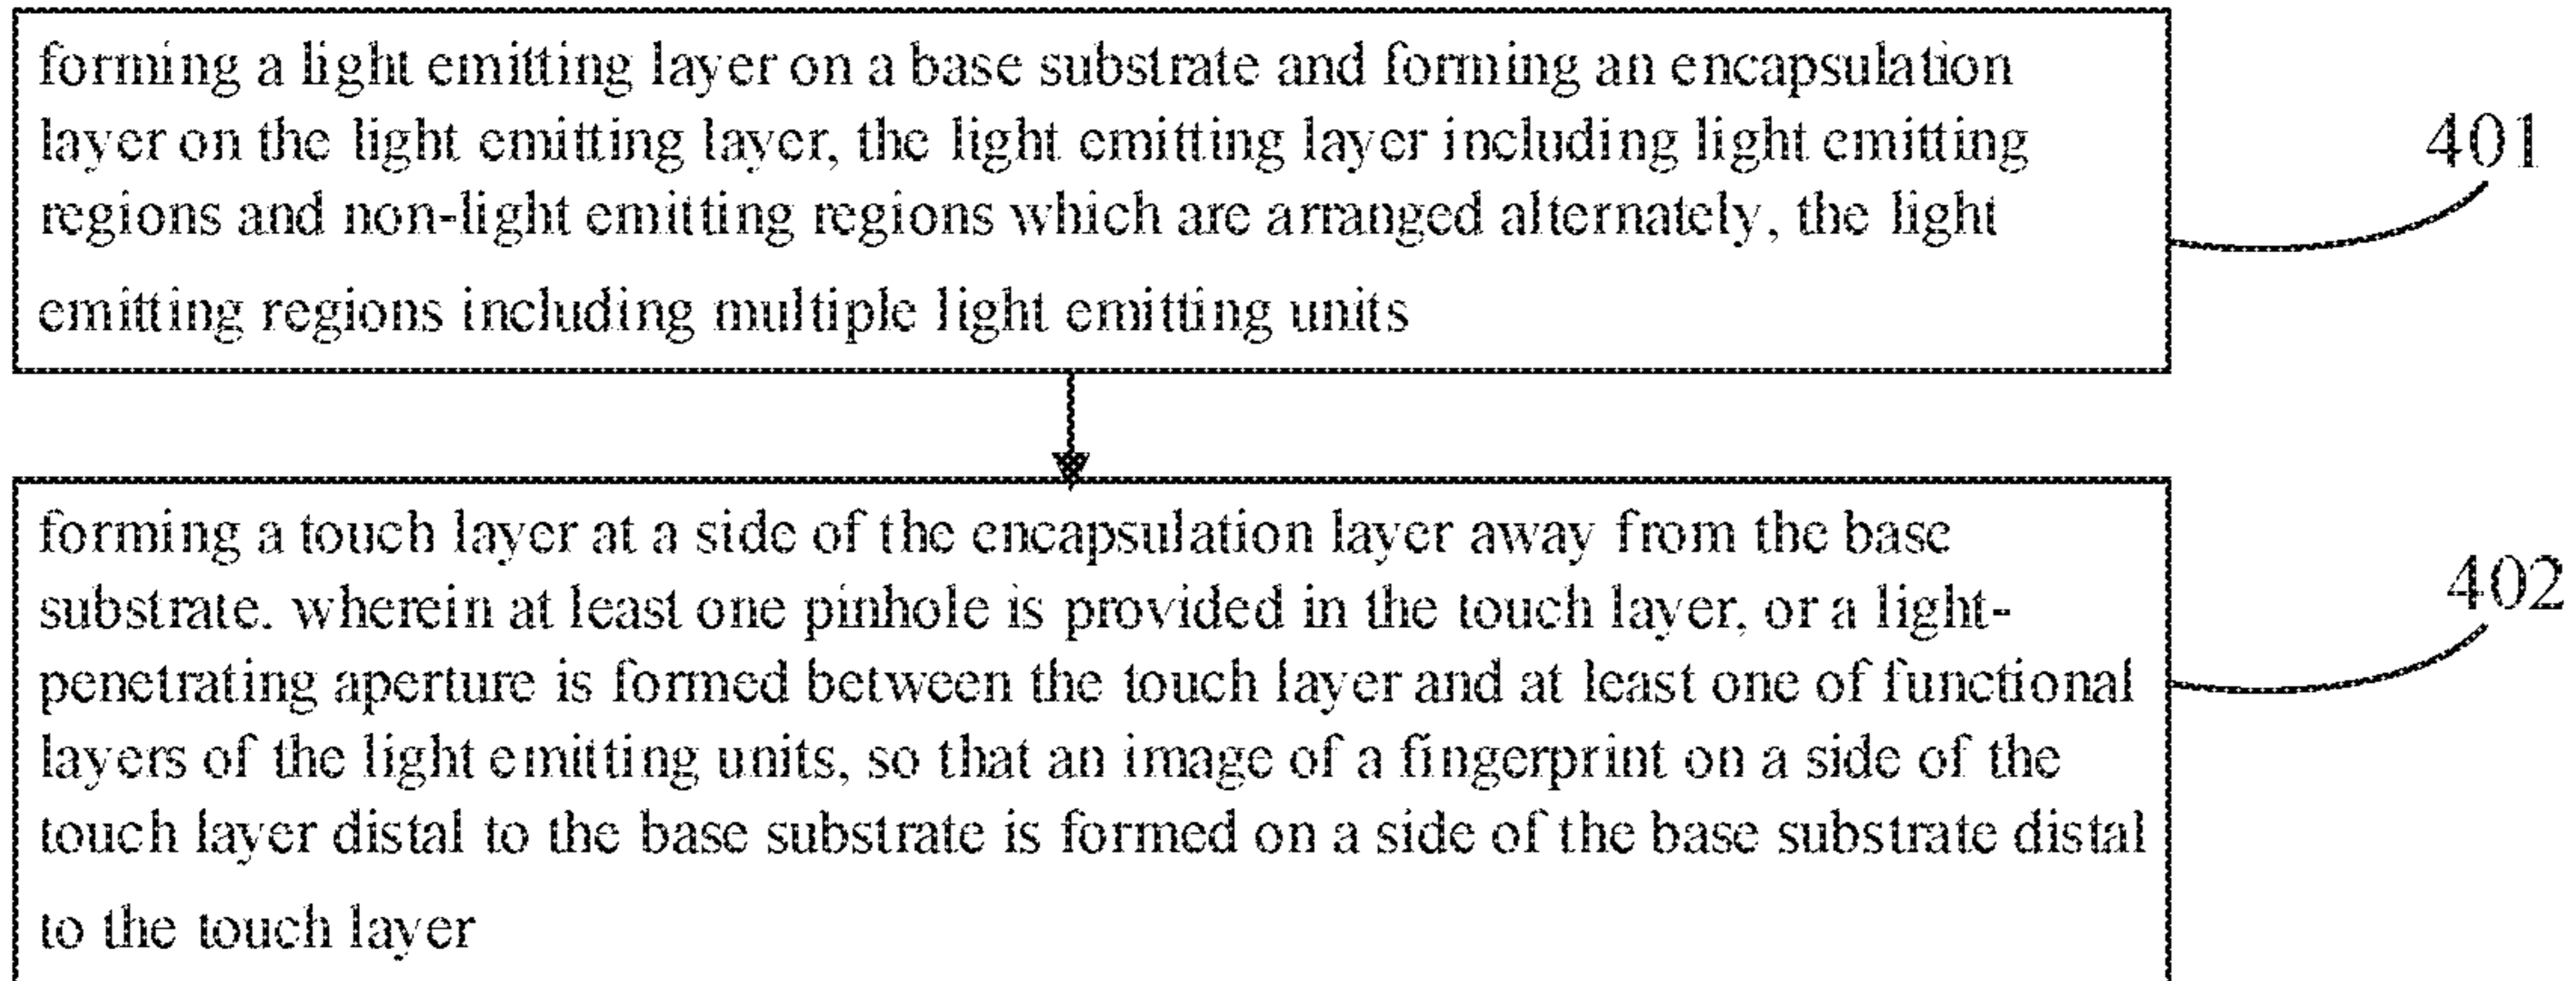 forming a light emitting layer on a base substrate and forming an encapsulation
layer on the light emitting layer, the light emitting layer including light emitting
regions and non-light emitting regions which are arranged alternately, the light
emitting regions including multiple light emitting units
401
forming a touch layer at a side of the encapsulation layer away from the base
substrate. wherein at least one pinhole is provided in the touch layer, or a light-
penetrating aperture is formed between the touch layer and at least one of functional
layers of the light emitting units, so that an image of a fingerprint on a side of the
touch layer distal to the base substrate is formed on a side of the base substrate distal
to the touch layer
402